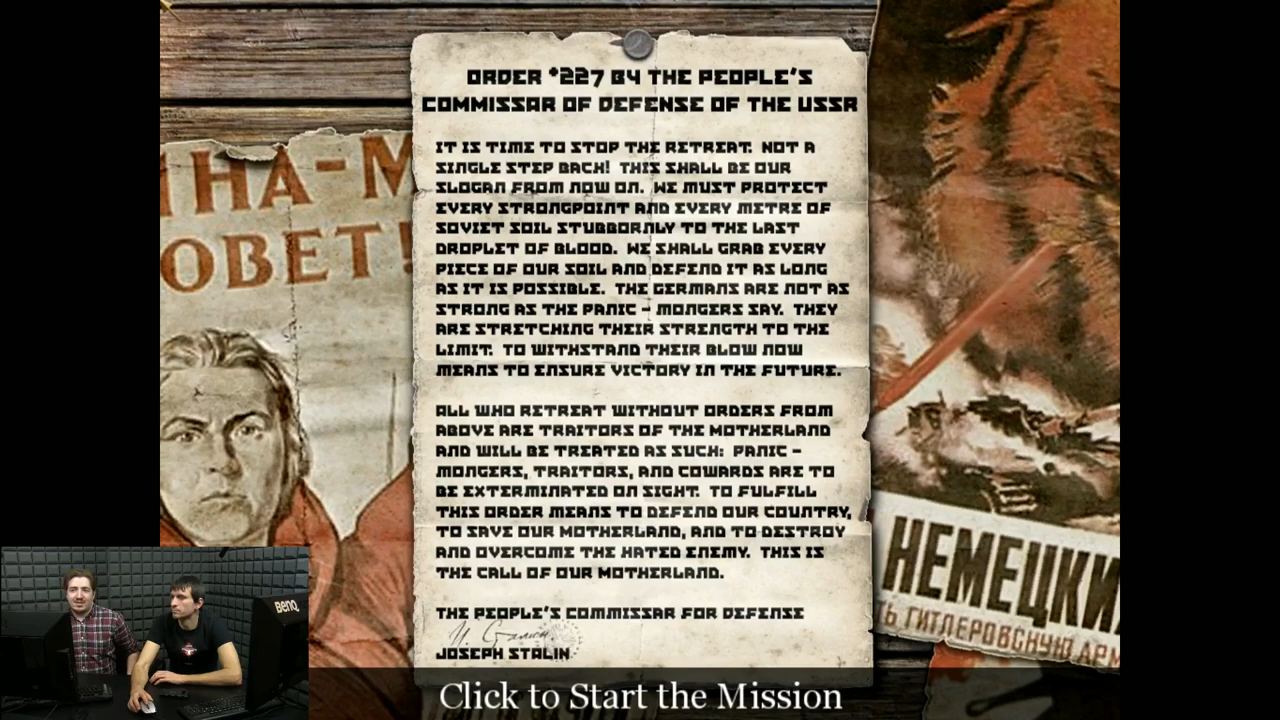 ORDER *227 BY THE PEOPLE'S
COMMISSAR OF DEFENSE OF THE USSR
IT IS TIME TO STOP THE RETREAT. NOT A
SINGLE STEP BACK! THIS SHALL BE OUR
SLOGAN FROM NOW ON. WE MUST PROTECT
EVERY STRONGPOINT AND EVERY METRE OF
SOVIET SOIL STUBBORNLY TO THE LAST
DROPLET OF BLOOD. WE SHALL GRAB EVERY
PIECE OF OUR SOIL AND DEFEND IT AS LONG
AS IT IS POSSIBLE. THE GERMANS ARE NOT AS
STRONG AS THE PANIC - MONGERS SAY. THEY
ARE STRETCHING THEIR STRENGTH TO THE
LIMIT. TO WITHSTAND THEIR BLOW NOW
MEANS TO ENSURE VICTORY IN THE FUTURE.
ALL WHO RETREAT WITHOUT ORDERS FROM
ABOVE ARE TRAITORS OF THE MOTHERLAND
AND WILL BE TREATED AS SUCH: PANIC -
MONGERS, TRAITORS, AND COWARDS ARE TO
BE EXTERMINATED ON SIGHT. TO FULFILL
THIS ORDER MEANS TO DEFEND OUR COUNTRY,
TO SAVE OUR MOTHERLAND, AND TO DESTROY
AND OVERCOME THE HATED ENEMY. THIS IS
THE CALL OF OUR MOTHERLAND.
THE PEOPLE'S COMMISSAR FOR DEFENSE
JOSEPH STALIN
Click to Start the Mission
ИНА-М
ОВЕТ!
НЕМЕЦКИ
Ь ГИТЛЕРОВСКУЮ АРМ
BenQ